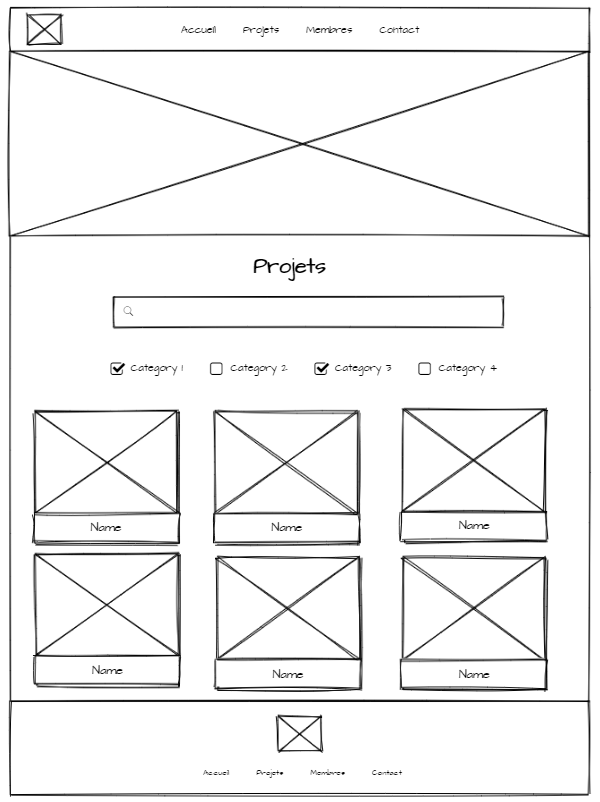 Accueil Projets Membres Contact
Projets
Category 1 Category 2 Category 3 Category 4
Name Name Name
Name Name Name
Accueil Projets Membres Contact